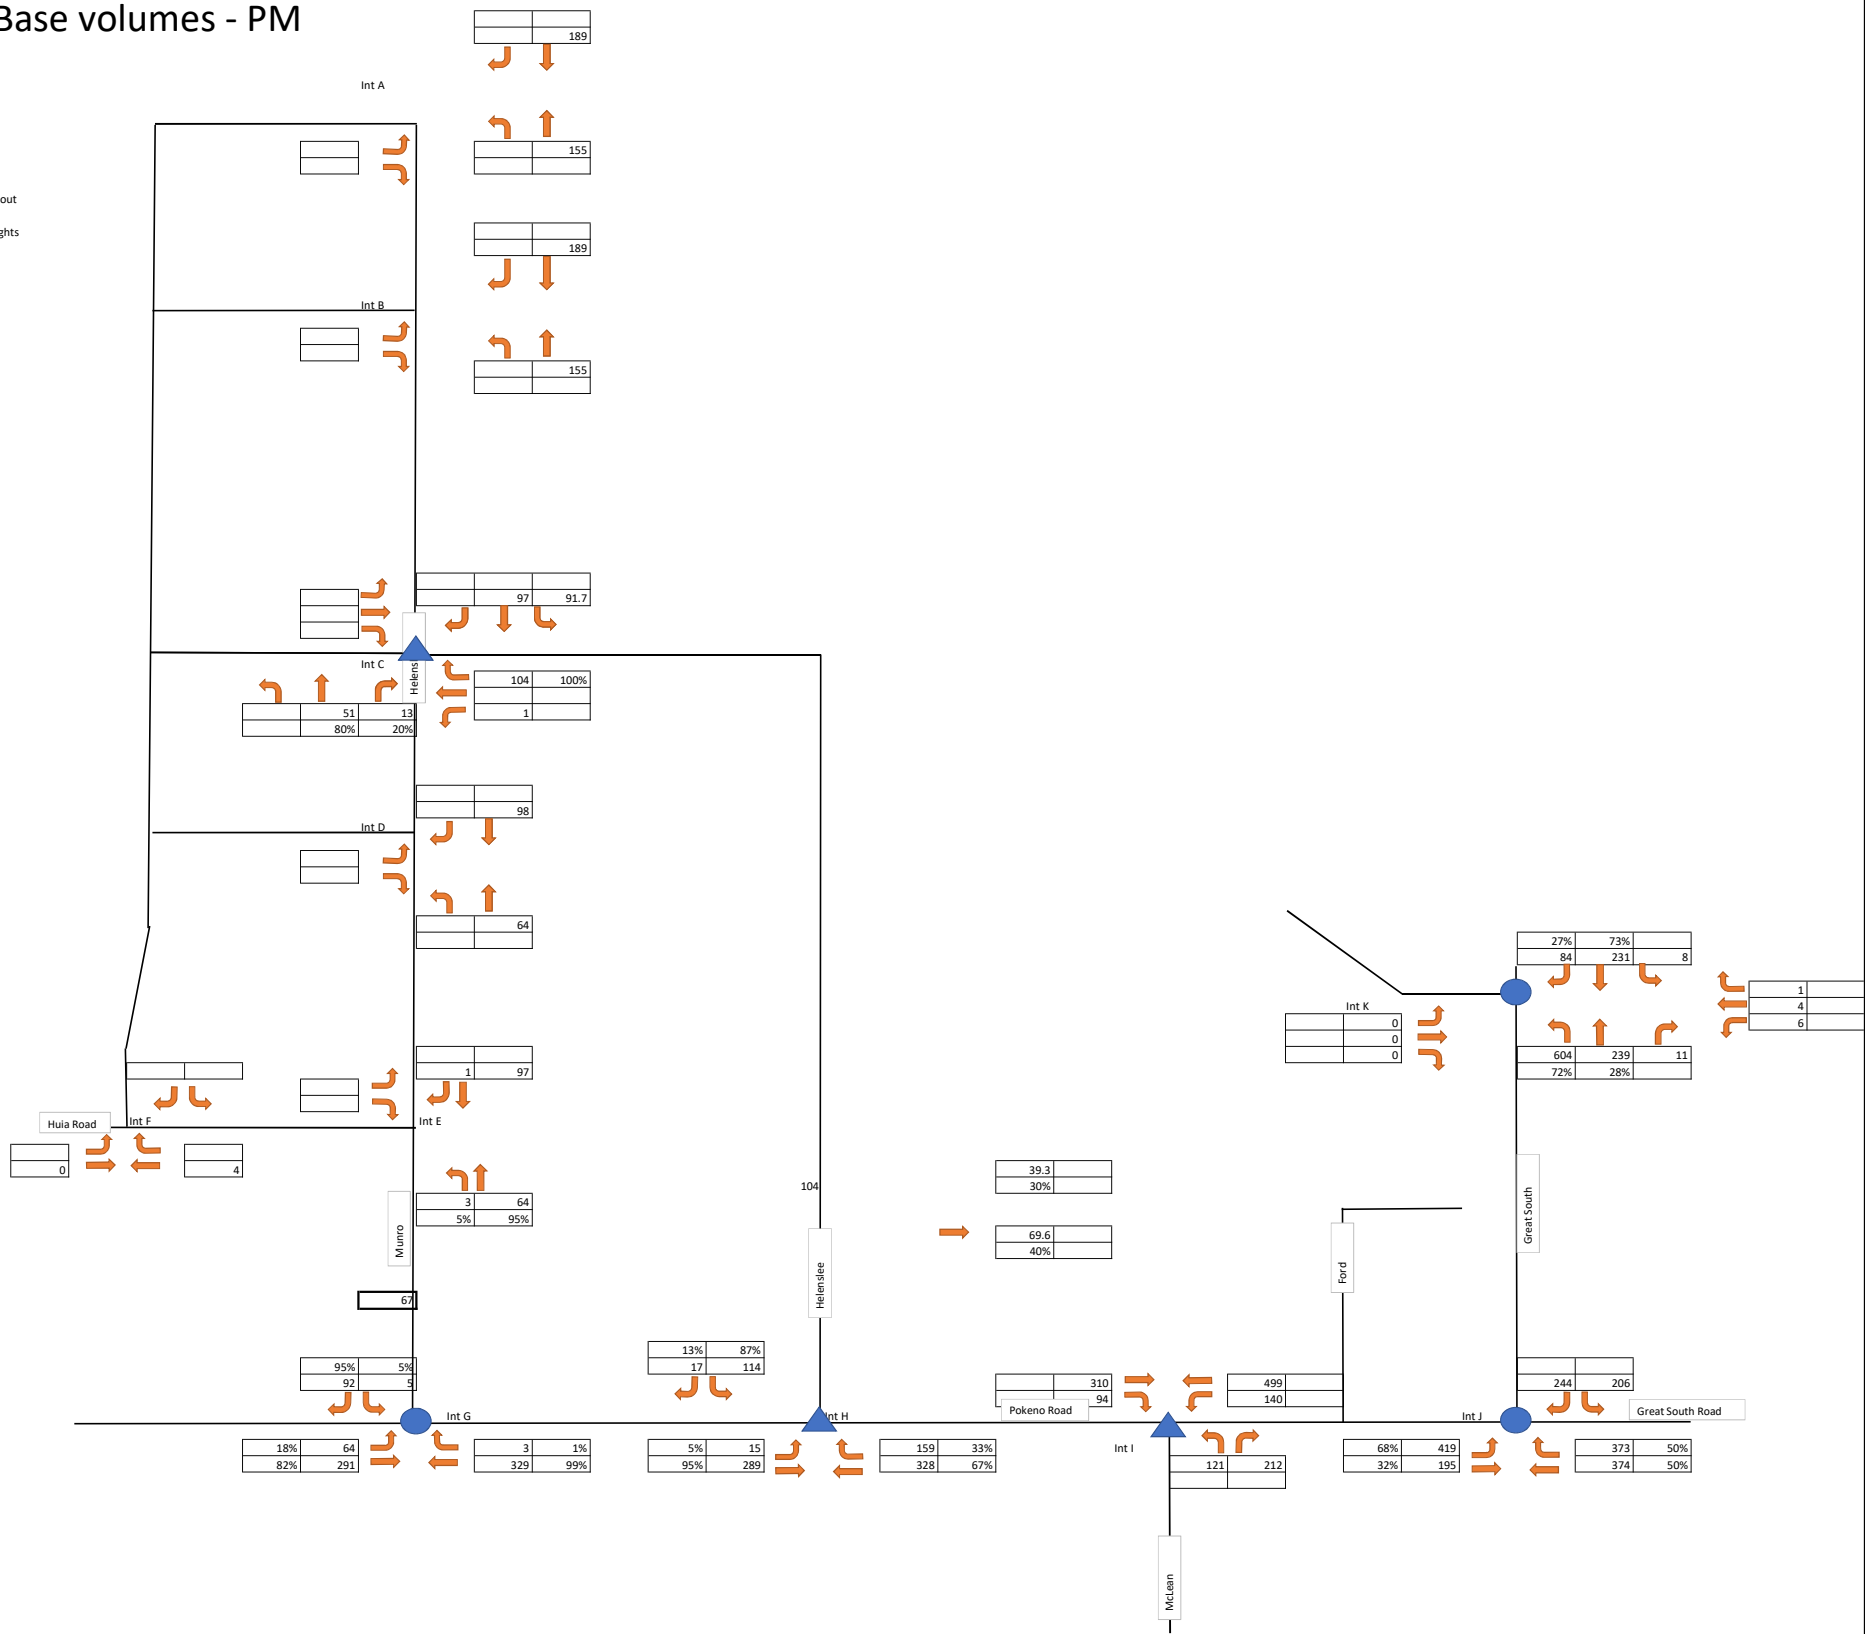 Base volumes - PM
189
Int A
155
out
ghts
189
Int B
155
97 91.7
Int C
Helens
104 100%
1
51 13
80% 20%
98
Int D
64
27% 73%
84 231 8
1
4
6
Int K
0
0
0
604 239 11
72% 28%
1 97
Huia Road
Int F
Int E
0
4
3 64
5% 95%
Munro
67
104
Helenslee
39.3
30%
69.6
40%
Ford
Great South
95% 5%
92 5
13% 87%
17 114
310
94
499
140
244 206
Pokeno Road
Great South Road
Int G
Int H
Int I
Int J
18% 64
82% 291
3 1%
329 99%
5% 15
95% 289
159 33%
328 67%
121 212
68% 419
32% 195
373 50%
374 50%
McLean